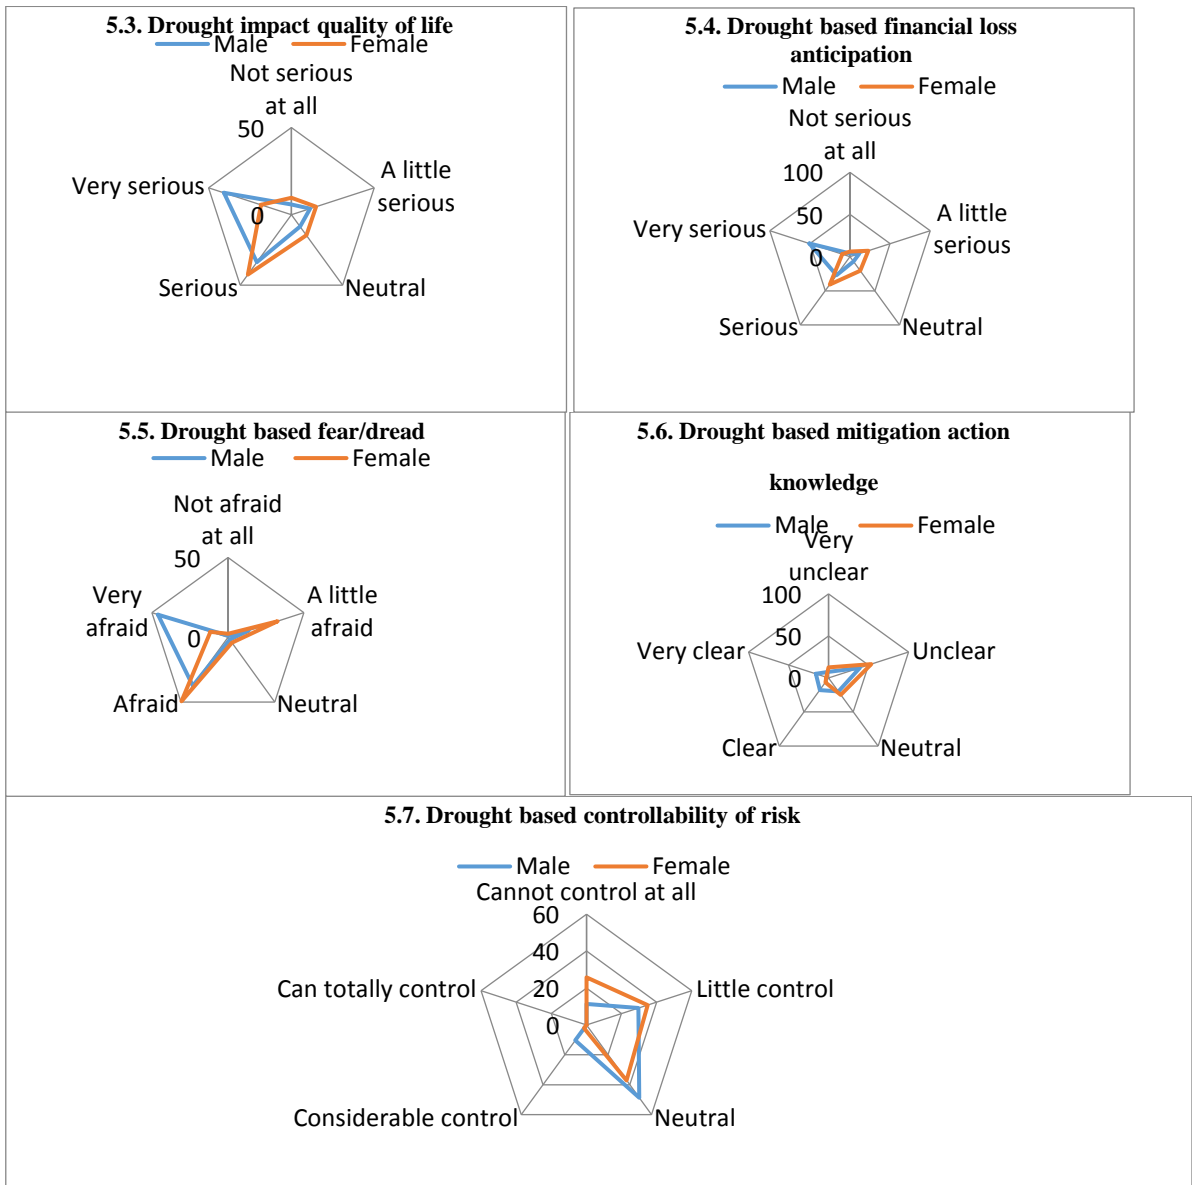 5.3. Drought impact quality of life
Male Female
Not serious
at all
50
A little
serious
Very serious
0
Serious
Neutral
5.4. Drought based financial loss
anticipation
Male Female
Not serious
at all
100
50
A little
serious
Very serious
0
Serious
Neutral
5.5. Drought based fear/dread
Male Female
Not afraid
at all
50
Very
afraid
A little
afraid
0
Afraid
Neutral
5.6. Drought based mitigation action
knowledge
Male Female
Very
unclear
100
50
Very clear
Unclear
0
Clear
Neutral
5.7. Drought based controllability of risk
Male Female
Cannot control at all
60
40
20
0
Can totally control
Little control
Considerable control
Neutral